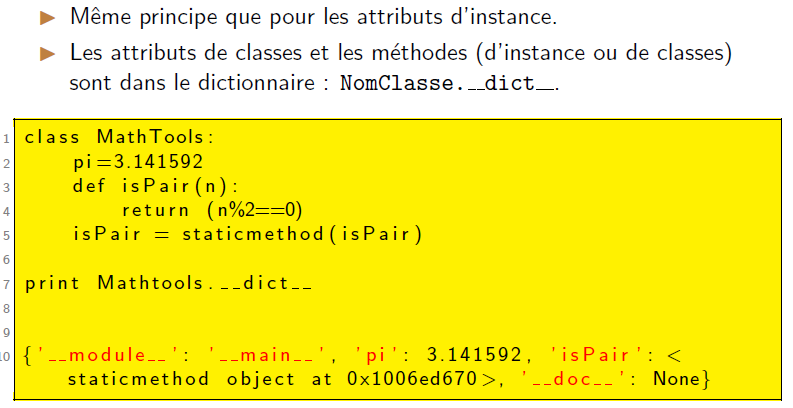 ▶ Même principe que pour les attributs d'instance.
▶ Les attributs de classes et les méthodes (d'instance ou de classes)
sont dans le dictionnaire : NomClasse.__dict__.
1 class MathTools:
2 pi=3.141592
3 def isPair(n):
4 return (n%2==0)
5 isPair = staticmethod(isPair)
6
7 print Mathtools.__dict__
8
9
10 {'__module__': '__main__', 'pi': 3.141592, 'isPair': <
staticmethod object at 0x1006ed670>, '__doc__': None}